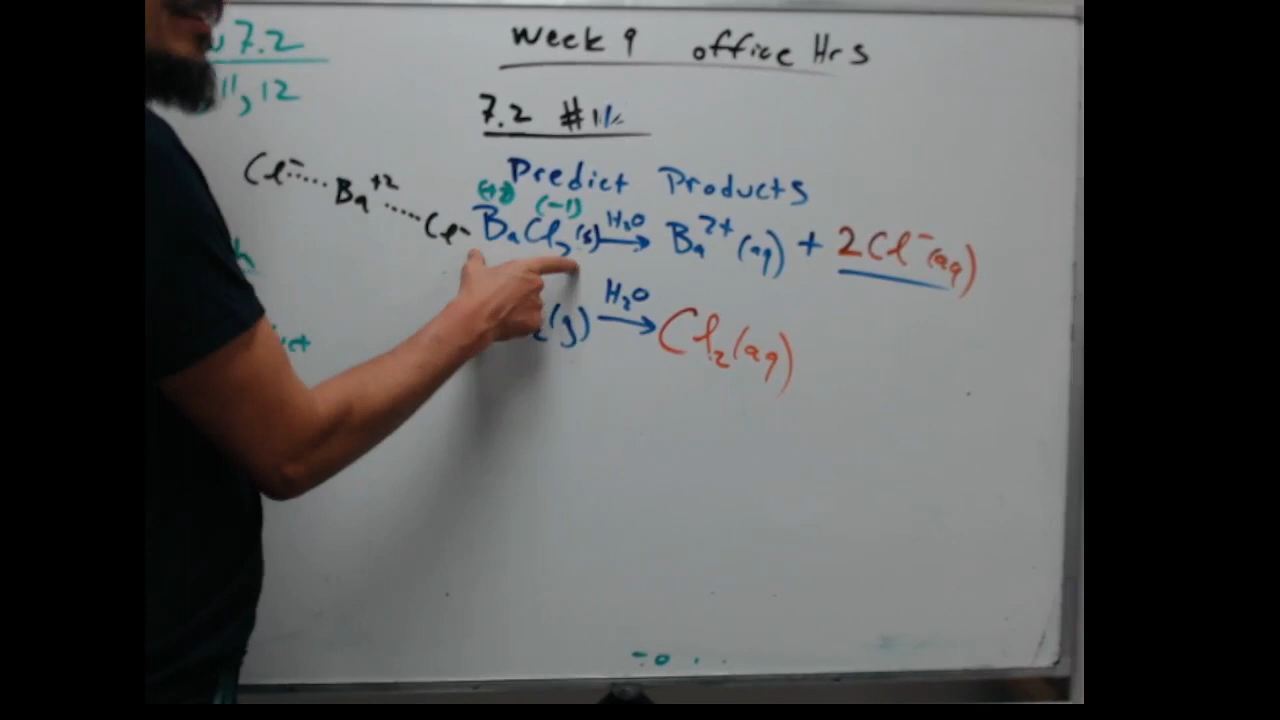 7.2
11, 12
Week 9 office Hrs
7.2 #11
Predict Products
Cl⁻ ..... Ba⁺² ..... Cl⁻
(+2) (-1)
BaCl₂(s) H₂O → Ba²⁺(aq) + 2Cl⁻(aq)
₂(g) H₂O → Cl₂(aq)